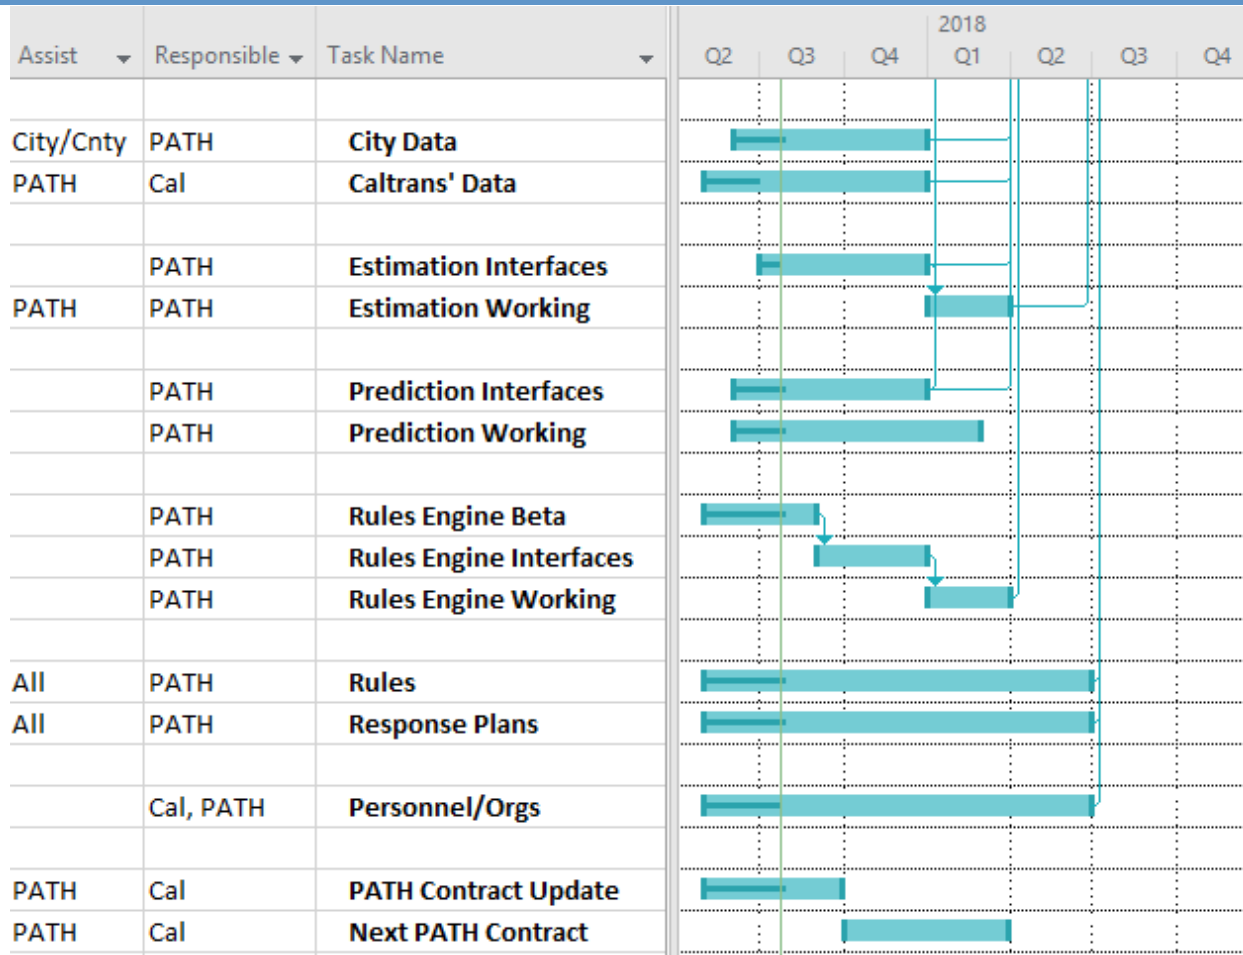 2018
Assist Responsible Task Name Q2 Q3 Q4 Q1 Q2 Q3 Q4
City/Cnty PATH City Data
PATH Cal Caltrans' Data
PATH Estimation Interfaces
PATH PATH Estimation Working
PATH Prediction Interfaces
PATH Prediction Working
PATH Rules Engine Beta
PATH Rules Engine Interfaces
PATH Rules Engine Working
All PATH Rules
All PATH Response Plans
Cal, PATH Personnel/Orgs
PATH Cal PATH Contract Update
PATH Cal Next PATH Contract